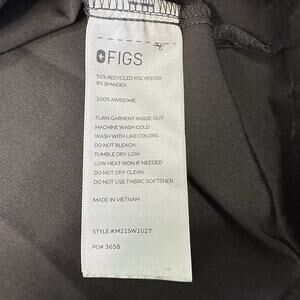 FIGS
92% RECYCLED POLYESTER
8% SPANDEX
100% AWESOME
TURN GARMENT INSIDE OUT
MACHINE WASH COLD
WASH WITH LIKE COLORS
DO NOT BLEACH
TUMBLE DRY LOW
LOW HEAT IRON IF NEEDED
DO NOT DRY CLEAN
DO NOT USE FABRIC SOFTENER
MADE IN VIETNAM
STYLE #:M21SW1027
PO# 3658